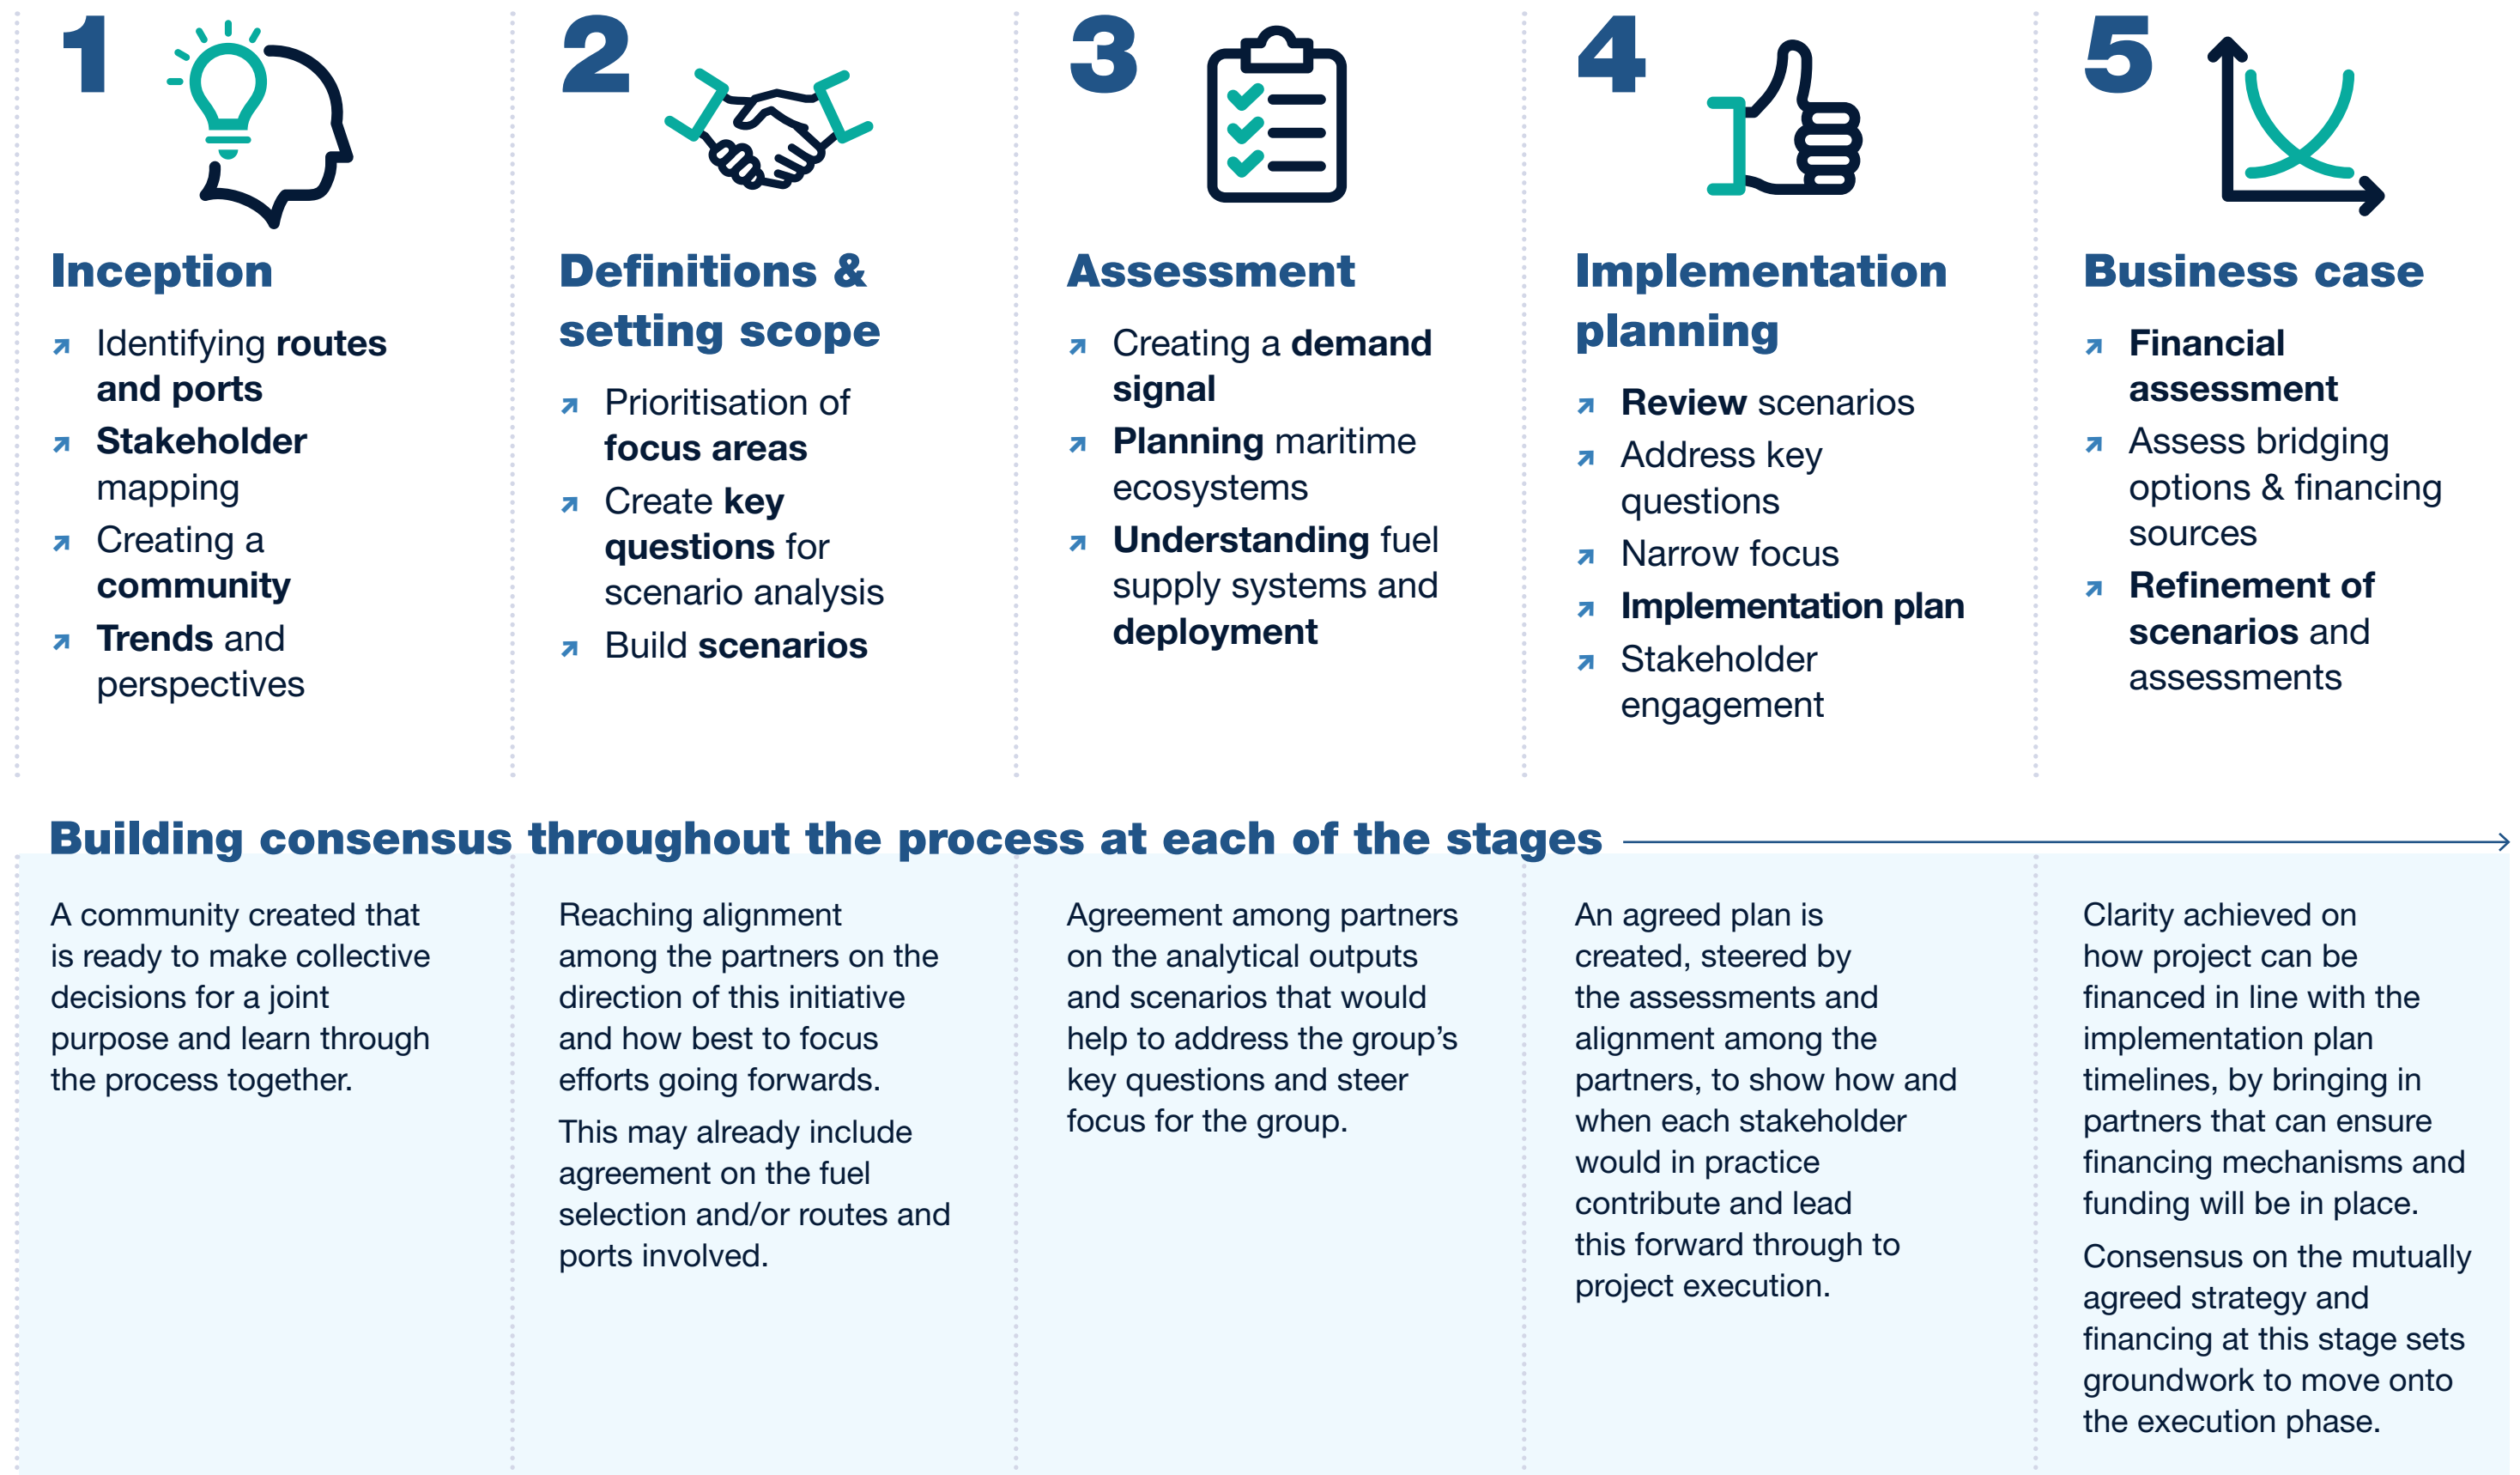 1
Inception
Identifying routes
and ports
Stakeholder
mapping
Creating a
community
Trends and
perspectives
2
Definitions &
setting scope
Prioritisation of
focus areas
Create key
questions for
scenario analysis
Build scenarios
3
Assessment
Creating a demand
signal
Planning maritime
ecosystems
Understanding fuel
supply systems and
deployment
4
Implementation
planning
Review scenarios
Address key
questions
Narrow focus
Implementation plan
Stakeholder
engagement
5
Business case
Financial
assessment
Assess bridging
options & financing
sources
Refinement of
scenarios and
assessments
Building consensus throughout the process at each of the stages
A community created that
is ready to make collective
decisions for a joint
purpose and learn through
the process together.
Reaching alignment
among the partners on the
direction of this initiative
and how best to focus
efforts going forwards.
This may already include
agreement on the fuel
selection and/or routes and
ports involved.
Agreement among partners
on the analytical outputs
and scenarios that would
help to address the group’s
key questions and steer
focus for the group.
An agreed plan is
created, steered by
the assessments and
alignment among the
partners, to show how and
when each stakeholder
would in practice
contribute and lead
this forward through to
project execution.
Clarity achieved on
how project can be
financed in line with the
implementation plan
timelines, by bringing in
partners that can ensure
financing mechanisms and
funding will be in place.
Consensus on the mutually
agreed strategy and
financing at this stage sets
groundwork to move onto
the execution phase.